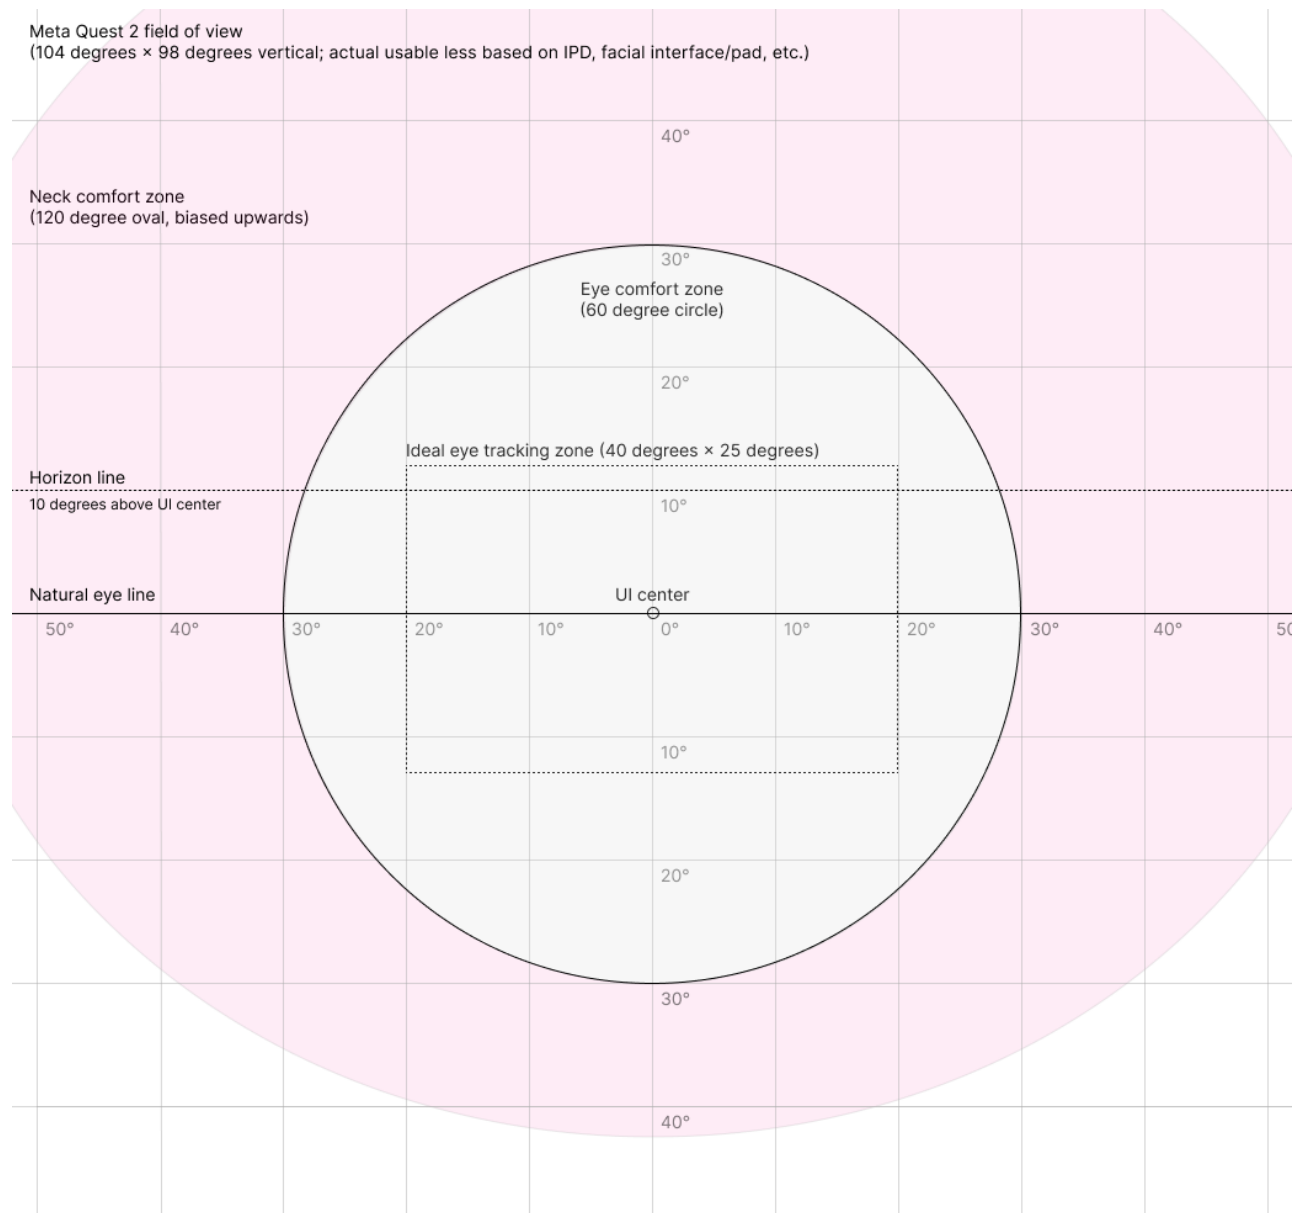 Meta Quest 2 field of view
(104 degrees × 98 degrees vertical; actual usable less based on IPD, facial interface/pad, etc.)
40°
Neck comfort zone
(120 degree oval, biased upwards)
30°
Eye comfort zone
(60 degree circle)
20°
Ideal eye tracking zone (40 degrees × 25 degrees)
Horizon line
10 degrees above UI center
10°
Natural eye line
UI center
50° 40° 30° 20° 10° 0° 10° 20° 30° 40° 50
10°
20°
30°
40°